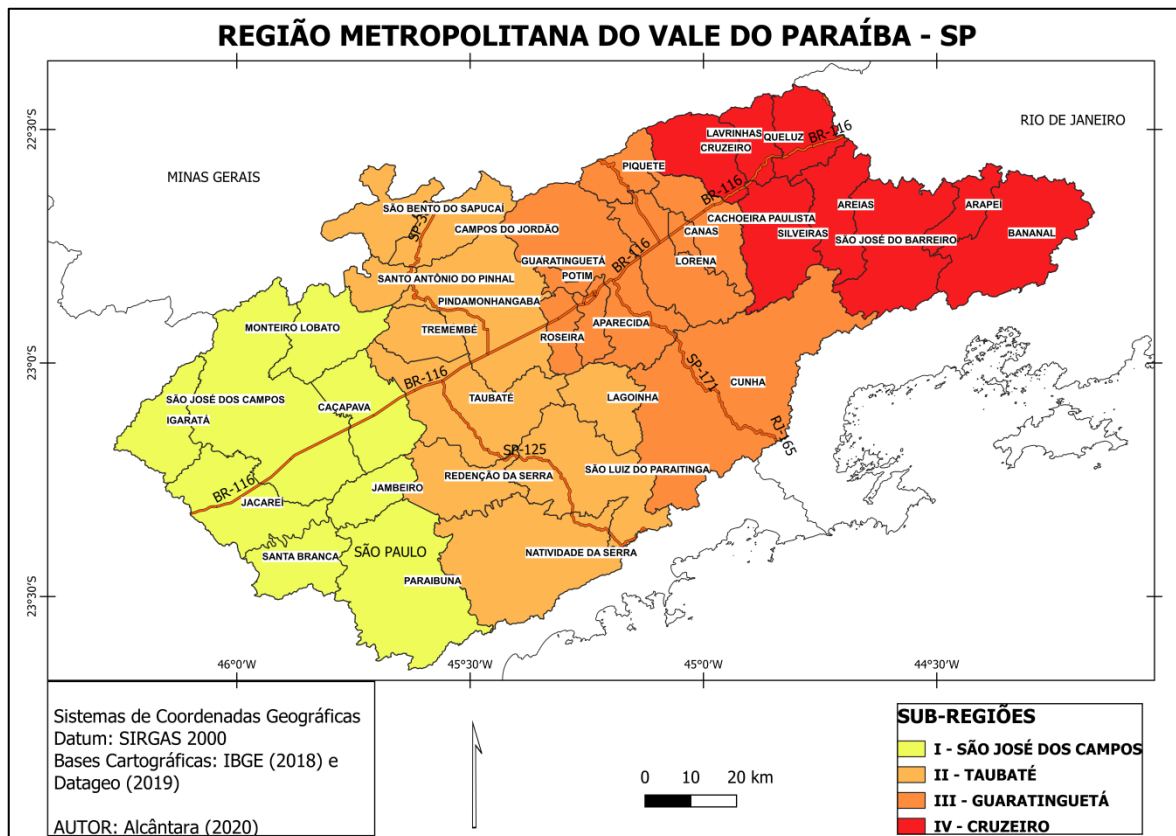 REGIÃO METROPOLITANA DO VALE DO PARAÍBA - SP
RIO DE JANEIRO
MINAS GERAIS
22°30'S
23°0'S
23°30'S
LAVRINHAS
QUELUZ
BR-116
CRUZEIRO
PIQUETE
BR-116
AREIAS
ARAPEÍ
SÃO BENTO DO SAPUCAÍ
CACHOEIRA PAULISTA
CAMPOS DO JORDÃO
CANAS
SILVEIRAS
BANANAL
SÃO JOSÉ DO BARREIRO
BR-116
GUARATINGUETÁ
LORENA
POTIM
SANTO ANTÔNIO DO PINHAL
PINDAMONHANGABA
MONTEIRO LOBATO
TREMEMBÉ
APARECIDA
ROSEIRA
SP-171
BR-116
CUNHA
SÃO JOSÉ DOS CAMPOS
CAÇAPAVA
TAUBATÉ
LAGOINHA
IGARATÁ
RJ-165
SP-125
SÃO LUIZ DO PARAITINGA
REDENÇÃO DA SERRA
BR-116
JAMBEIRO
JACAREÍ
SÃO PAULO
SANTA BRANCA
NATIVIDADE DA SERRA
PARAIBUNA
46°0'W
45°30'W
45°0'W
44°30'W
Sistemas de Coordenadas Geográficas
Datum: SIRGAS 2000
Bases Cartográficas: IBGE (2018) e
Datageo (2019)
AUTOR: Alcântara (2020)
0 10 20 km
SUB-REGIÕES
I - SÃO JOSÉ DOS CAMPOS
II - TAUBATÉ
III - GUARATINGUETÁ
IV - CRUZEIRO